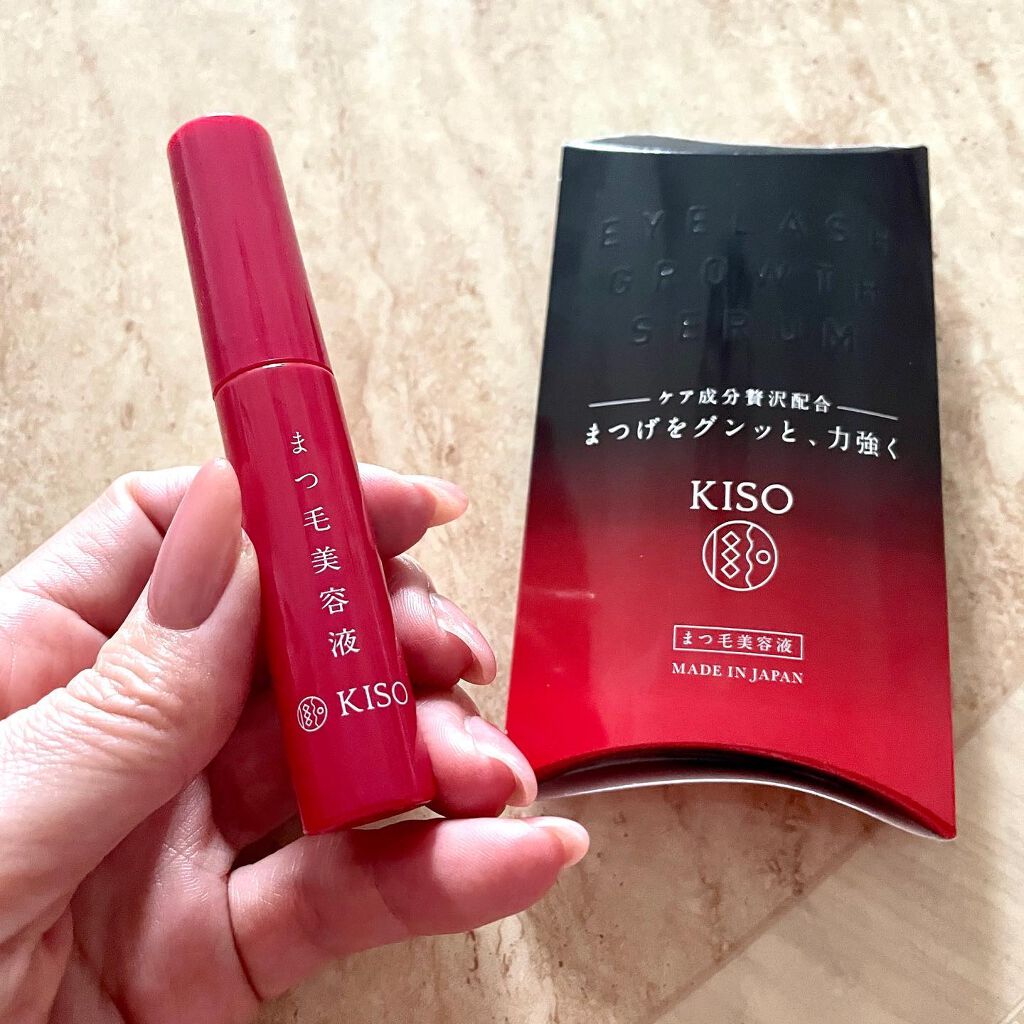 まつ毛美容液
KISO
EYELASH
GROWTH
SERUM
ケア成分贅沢配合
まつげをグンッと、力強く
KISO
まつ毛美容液
MADE IN JAPAN